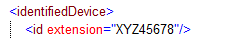 <identifiedDevice>
<id extension="XYZ45678"/>